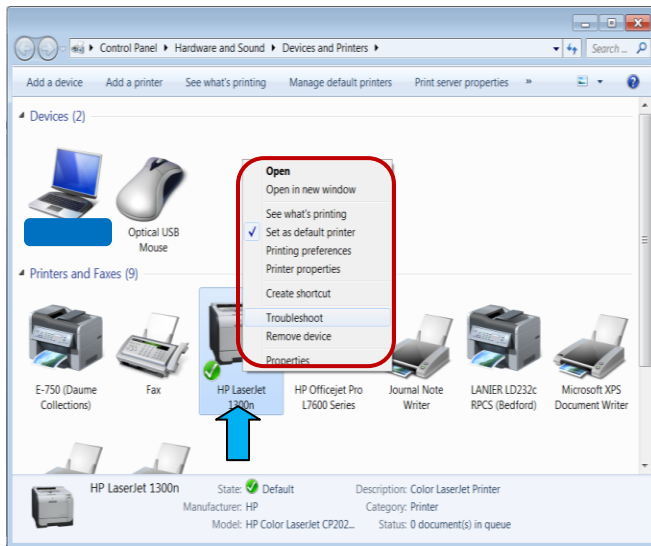 Control Panel Hardware and Sound Devices and Printers
Search ...
Add a device Add a printer See what's printing Manage default printers Print server properties »
Devices (2)
Optical USB
Mouse
Open
Open in new window
See what's printing
Set as default printer
Printing preferences
Printer properties
Create shortcut
Troubleshoot
Remove device
Properties
Printers and Faxes (9)
E-750 (Daume
Collections)
Fax
HP LaserJet
1300n
HP Officejet Pro
L7600 Series
Journal Note
Writer
LANIER LD232c
RPCS (Bedford)
Microsoft XPS
Document Writer
HP LaserJet 1300n
State: Default
Description: Color LaserJet Printer
Manufacturer: HP
Category: Printer
Model: HP Color LaserJet CP202...
Status: 0 document(s) in queue